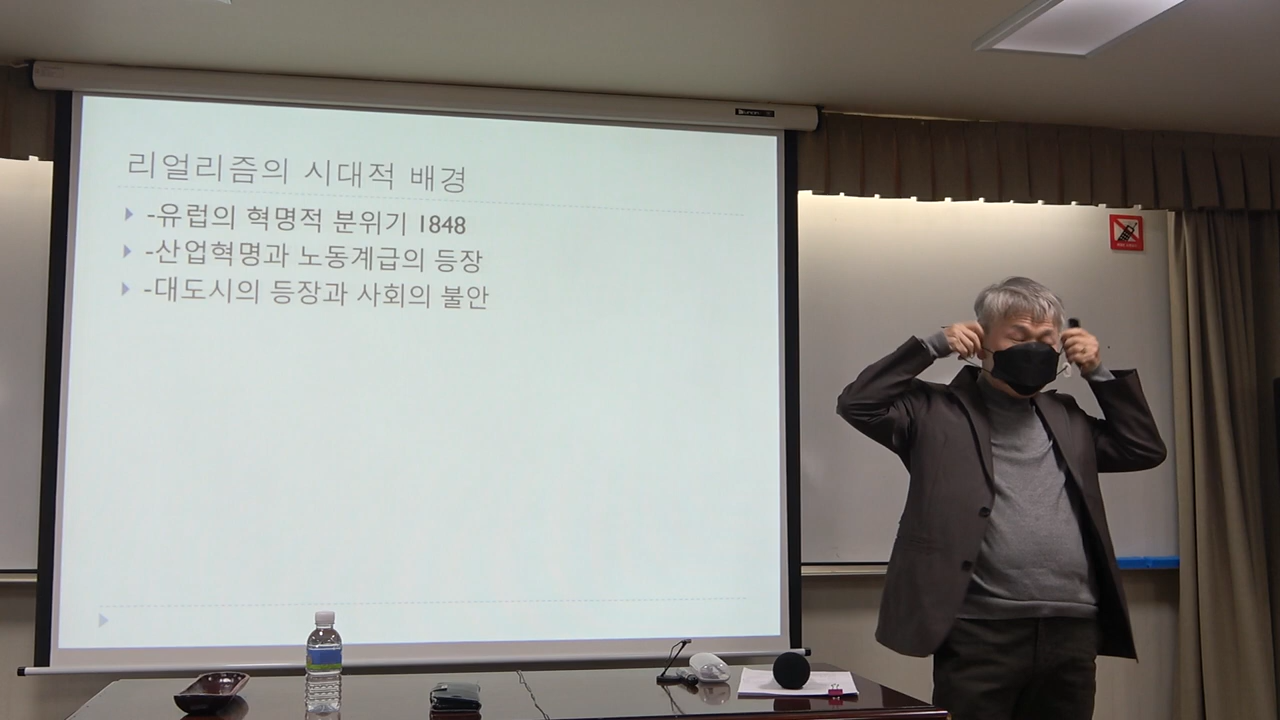 리얼리즘의 시대적 배경
-유럽의 혁명적 분위기 1848
-산업혁명과 노동계급의 등장
-대도시의 등장과 사회의 불안